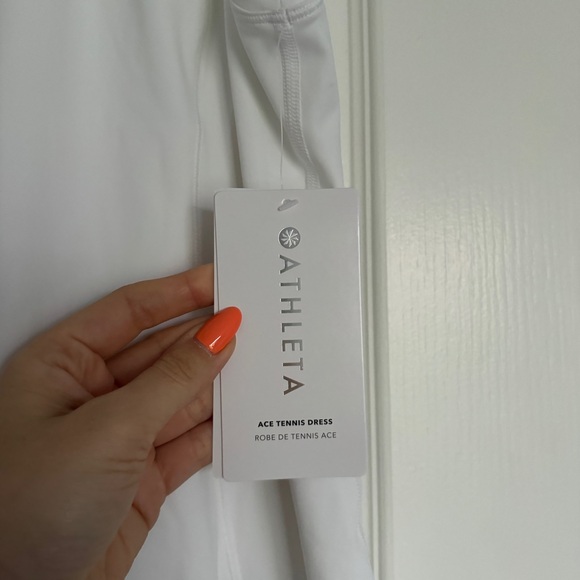 ATHLETA
ACE TENNIS DRESS
ROBE DE TENNIS ACE